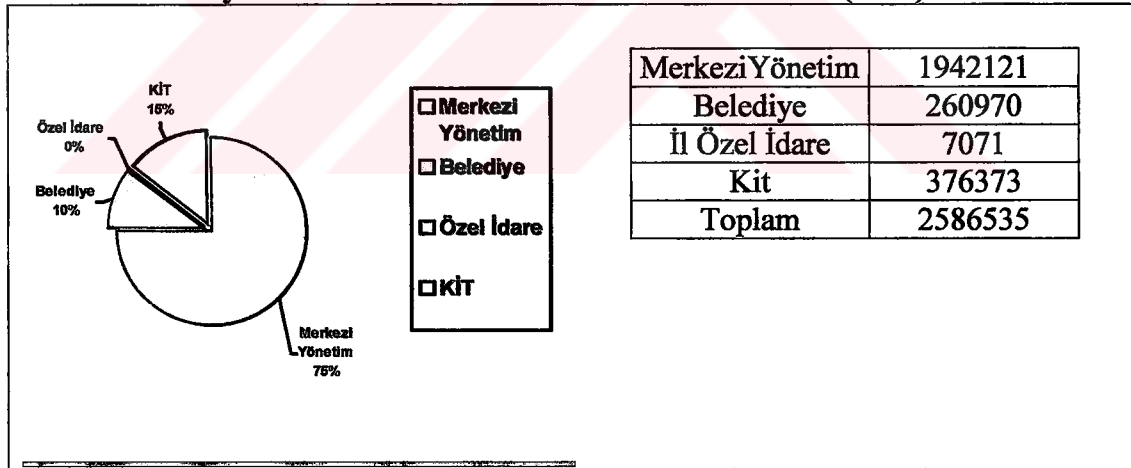 KİT
15%
Özel İdare
0%
Belediye
10%
Merkezi
Yönetim
75%
Merkezi
Yönetim
Belediye
Özel İdare
KİT
MerkeziYönetim 1942121
Belediye 260970
İl Özel İdare 7071
Kit 376373
Toplam 2586535